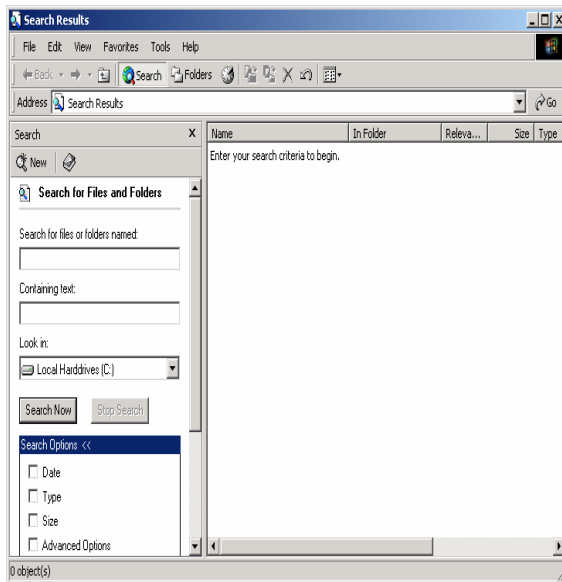 Search Results
File Edit View Favorites Tools Help
Back Search Folders
Address Search Results Go
Search X
Name In Folder Releva... Size Type
New
Enter your search criteria to begin.
Search for Files and Folders
Search for files or folders named:
Containing text:
Look in:
Local Harddrives (C:)
Search Now Stop Search
Search Options <<
Date
Type
Size
Advanced Options
0 object(s)